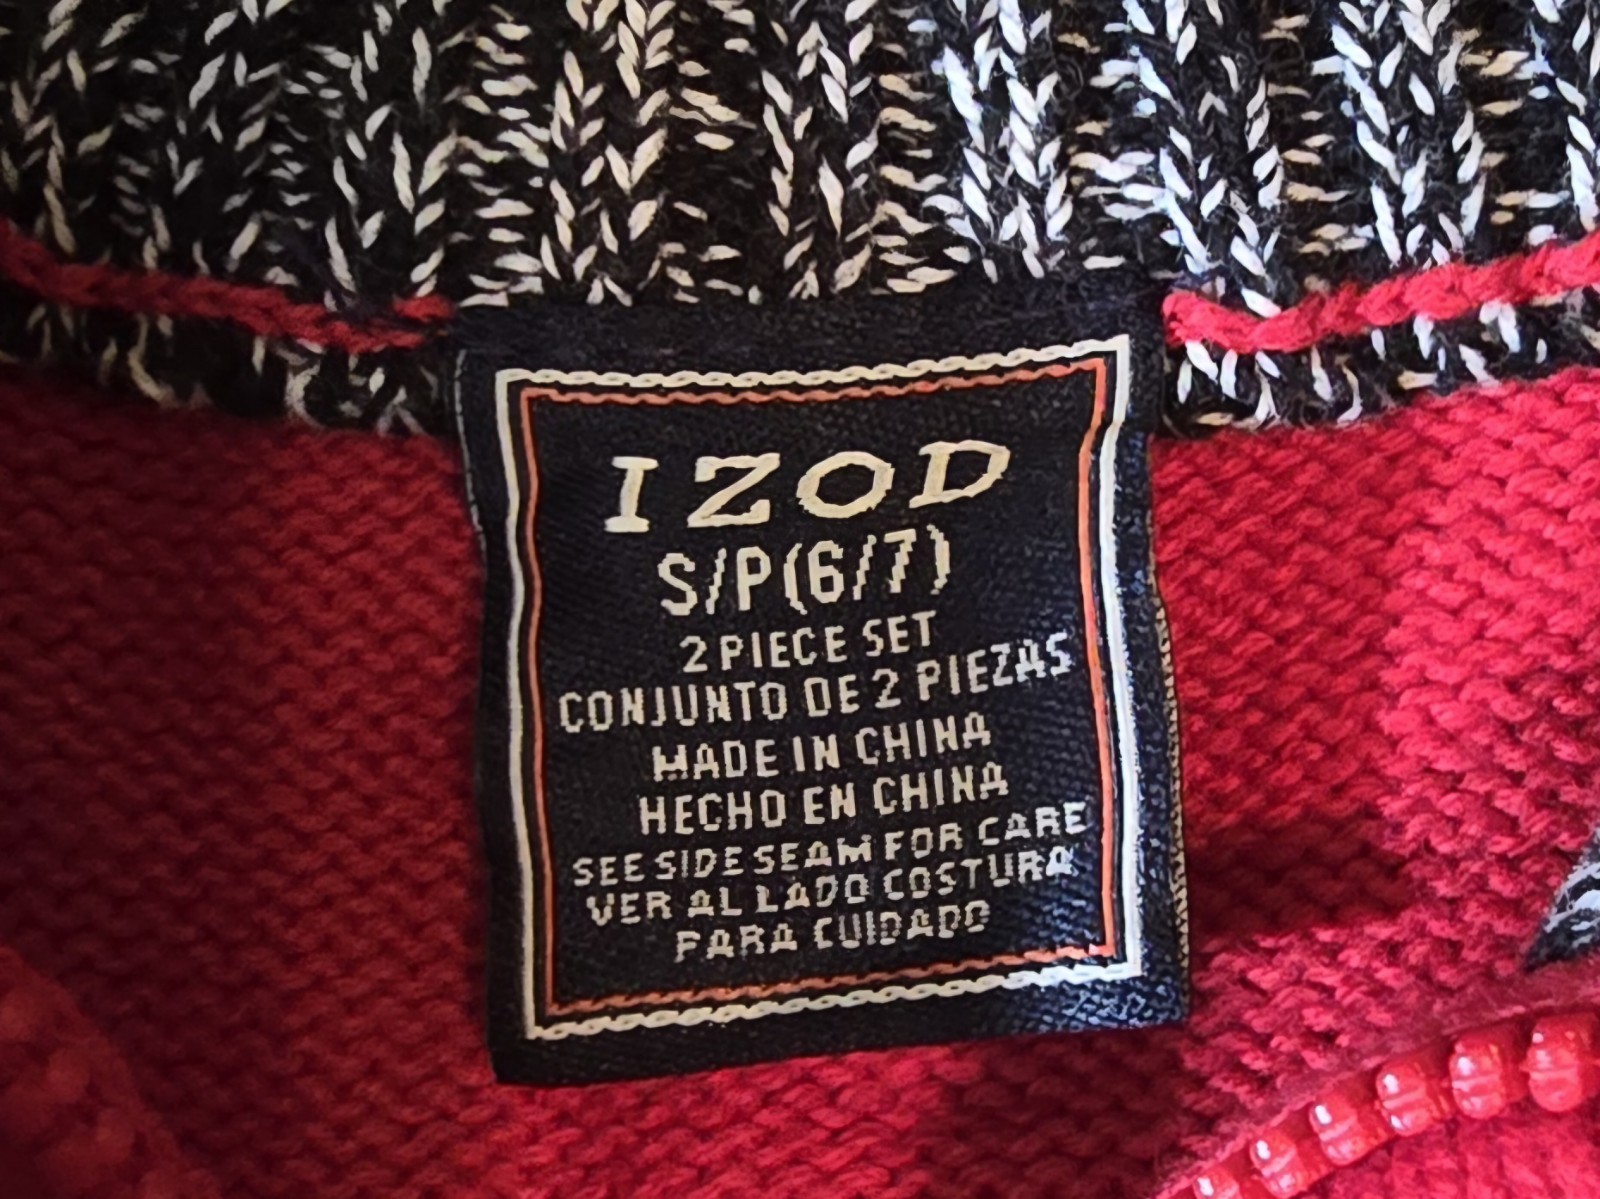 IZOD
S/P(6/7)
2 PIECE SET
CONJUNTO DE 2 PIEZAS
MADE IN CHINA
HECHO EN CHINA
SEE SIDE SEAM FOR CARE
VER AL LADO COSTURA
PARA CUIDADO